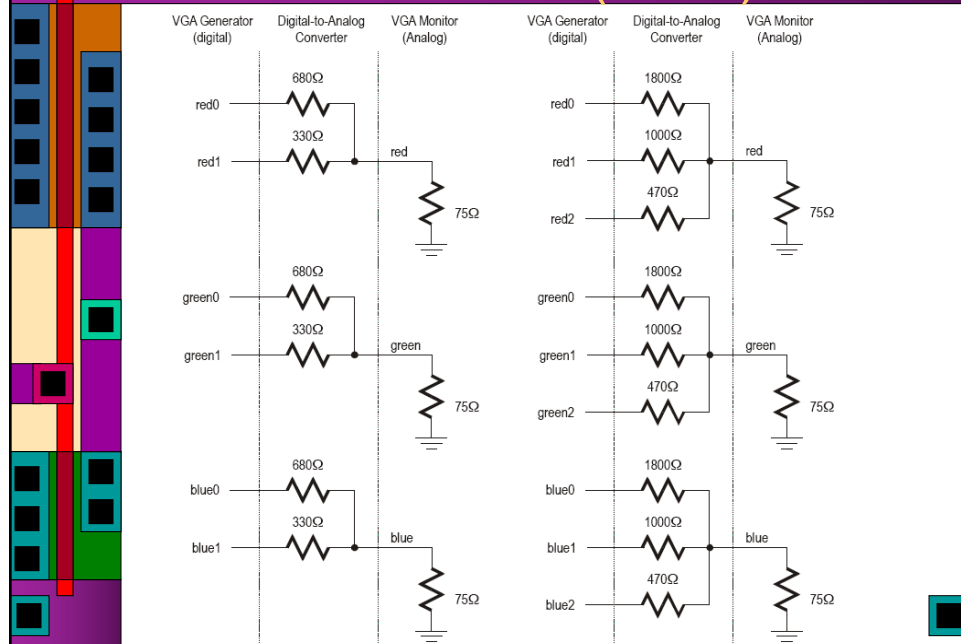 VGA Generator
(digital)
Digital-to-Analog
Converter
VGA Monitor
(Analog)
680Ω
red0
330Ω
red1
red
75Ω
680Ω
green0
330Ω
green1
green
75Ω
680Ω
blue0
330Ω
blue1
blue
75Ω
VGA Generator
(digital)
Digital-to-Analog
Converter
VGA Monitor
(Analog)
1800Ω
red0
1000Ω
red1
red
470Ω
red2
75Ω
1800Ω
green0
1000Ω
green1
green
470Ω
green2
75Ω
1800Ω
blue0
1000Ω
blue1
blue
470Ω
blue2
75Ω